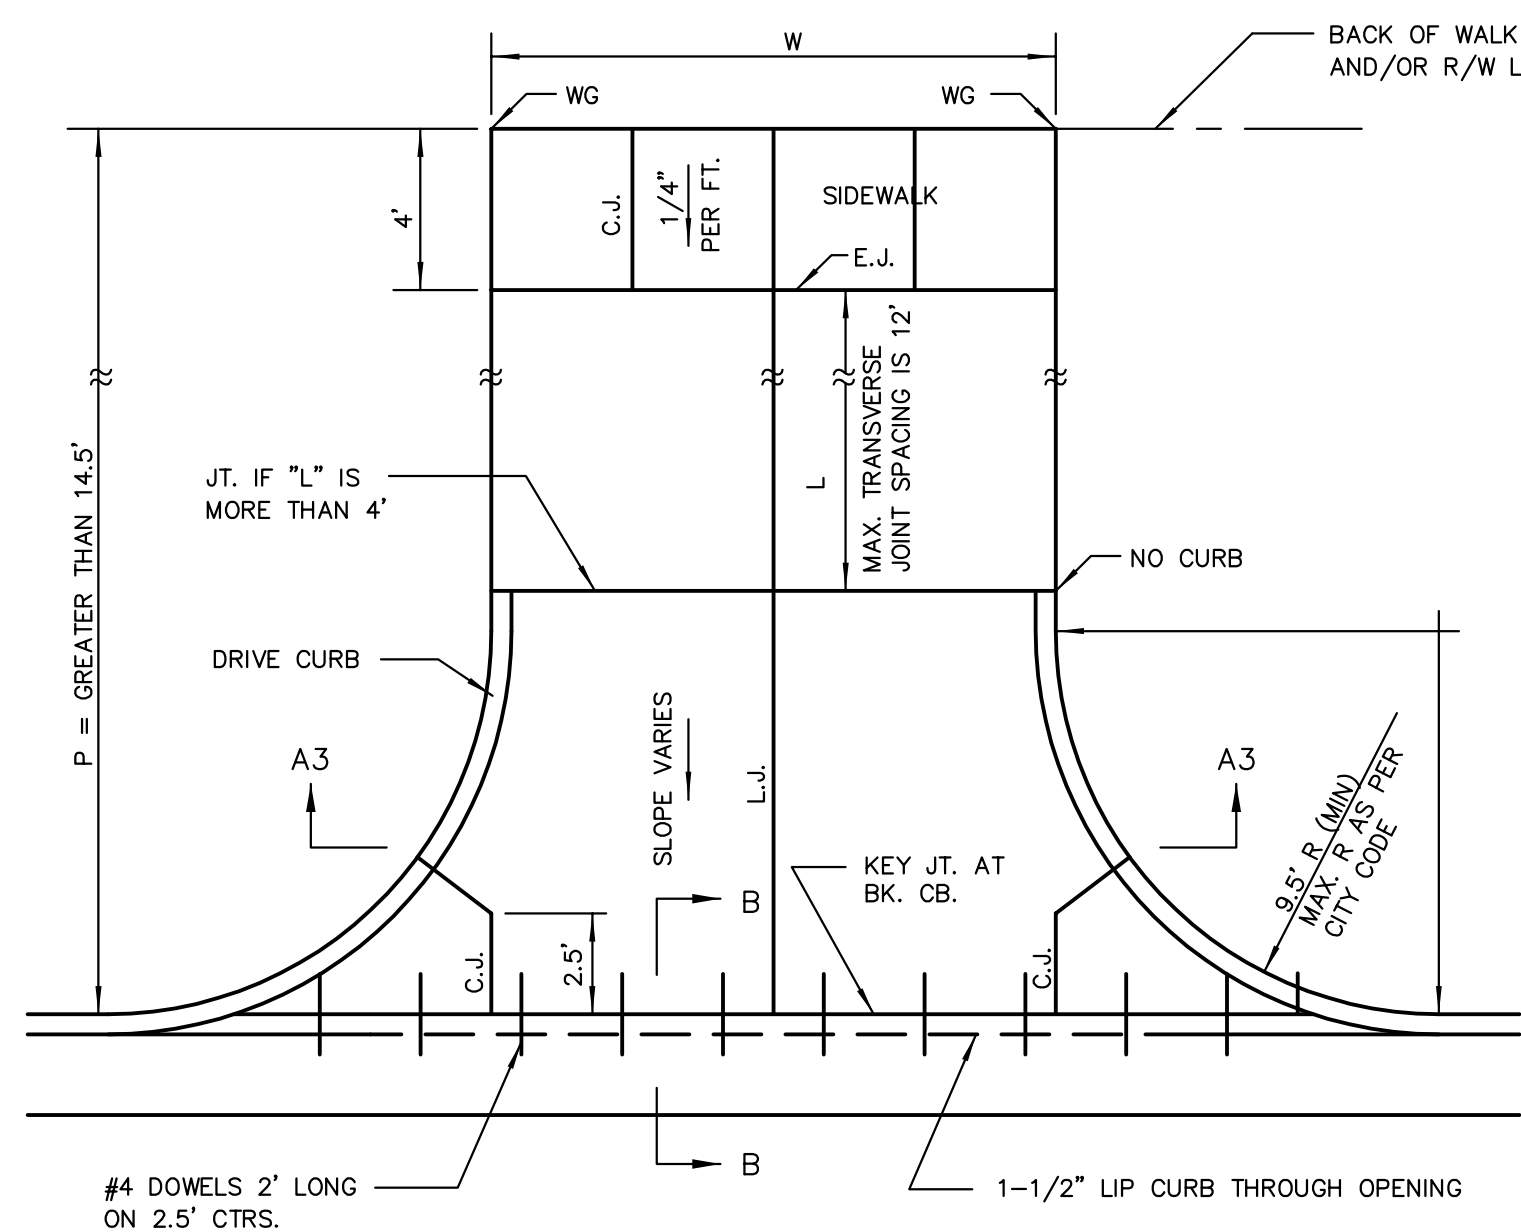 W
BACK OF WALK
AND/OR R/W L
WG
WG
4'
C.J.
1/4"
PER FT.
SIDEWALK
E.J.
P = GREATER THAN 14.5'
JT. IF "L" IS
MORE THAN 4'
L
MAX. TRANSVERSE
JOINT SPACING IS 12'
NO CURB
DRIVE CURB
A3
SLOPE VARIES
L.J.
A3
9.5' R (MIN)
MAX. R AS PER
CITY CODE
KEY JT. AT
BK. CB.
B
C.J.
2.5'
C.J.
B
#4 DOWELS 2' LONG
ON 2.5' CTRS.
1-1/2" LIP CURB THROUGH OPENING